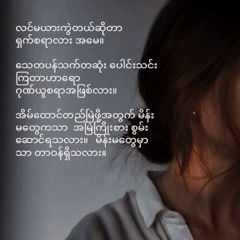 လင်မယားကွဲတယ်ဆိုတာ
ရှက်စရာလား အမေ။
သေတပန်သက်တဆုံး ပေါင်းသင်း
ကြတာဟာရော
ဂုဏ်ယူစရာအဖြစ်လား။
အိမ်ထောင်တည်မြဲဖို့အတွက် မိန်း
မတွေကသာ အမြဲကြိုးစား စွမ်း
ဆောင်ရသလား။ မိန်းမတွေမှာ
သာ တာဝန်ရှိသလား။